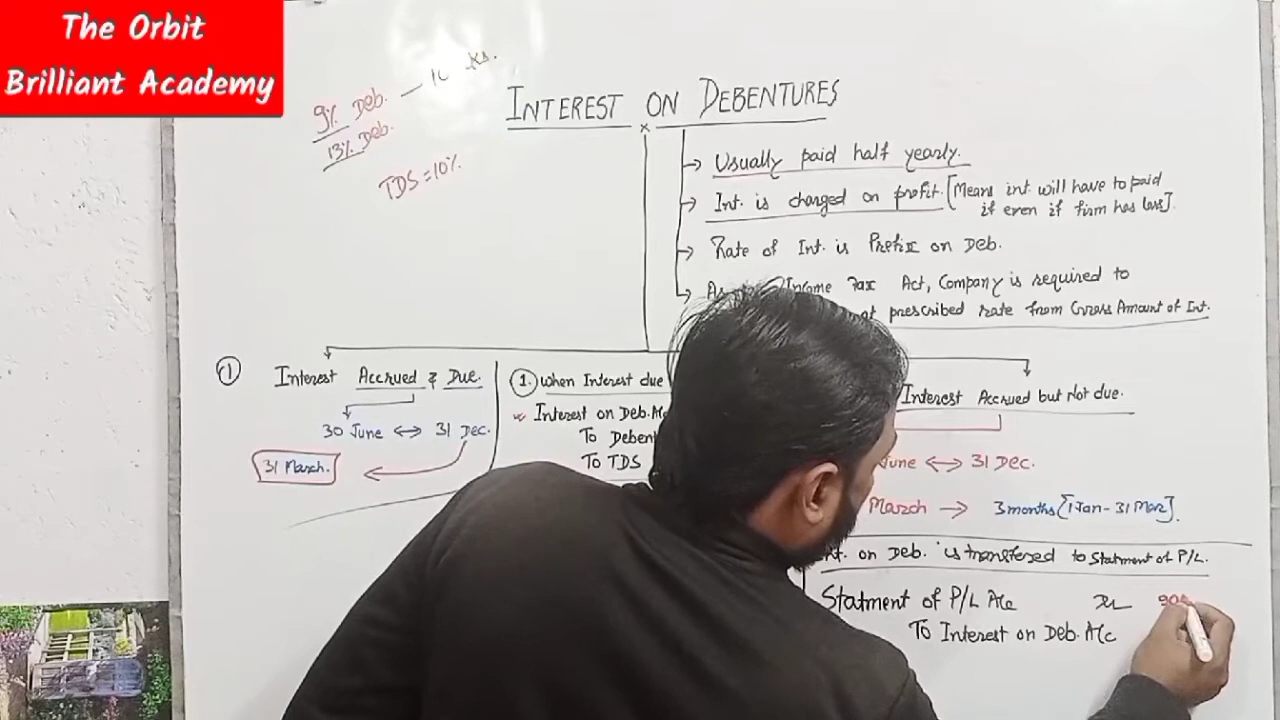 The Orbit
Brilliant Academy
9% Deb. —
13% Deb.
TDS = 10%
INTEREST ON DEBENTURES
→ Usually paid half yearly.
→ Int. is charged on profit. [Means int will have to paid
if even if firm has loss].
→ Rate of Int. is Prefix on Deb.
→ Income Tax Act, Company is required to
prescribed rate from Gross Amount of Int.
① Interest Accrued & Due.
30 June ↔ 31 Dec.
31 March.
① When Interest due
Interest on Deb. A/c
To
To TDS
Interest Accrued but Not due.
June ↔ 31 Dec.
March → 3 months [1 Jan - 31 Mar].
on Deb. is transfered to Statment of P/L.
Statment of P/L A/c
To Interest on Deb. A/c